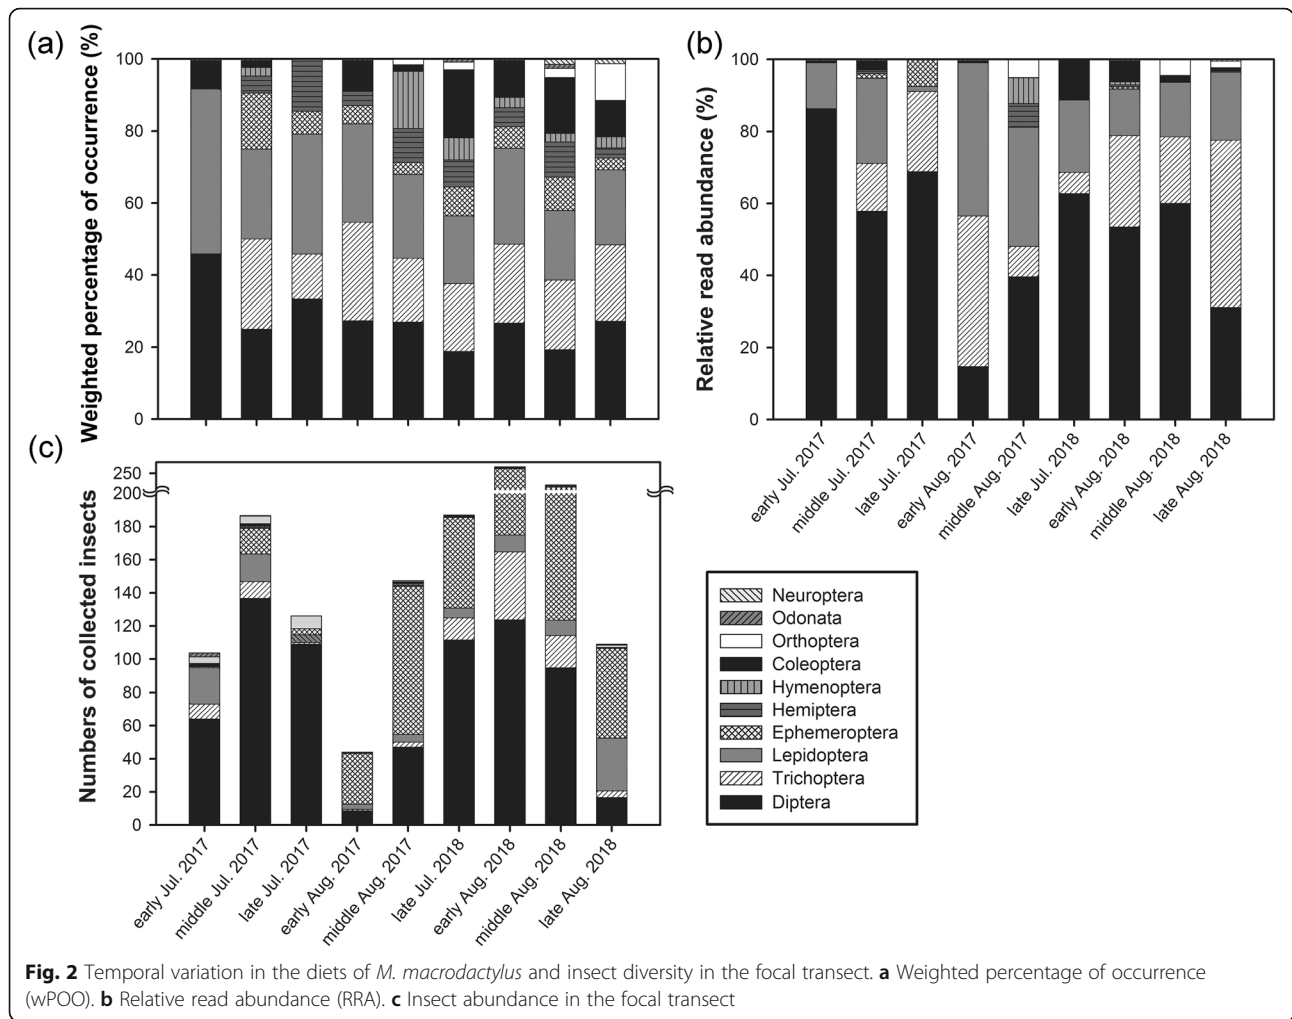 (a)
Weighted percentage of occurrence (%)
100
80
60
40
20
0
(b)
Relative read abundance (%)
100
80
60
40
20
0
early Jul. 2017
middle Jul. 2017
late Jul. 2017
early Aug. 2017
middle Aug. 2017
late Jul. 2018
early Aug. 2018
middle Aug. 2018
late Aug. 2018
(c)
Numbers of collected insects
250
200
180
160
140
120
100
80
60
40
20
0
early Jul. 2017
middle Jul. 2017
late Jul. 2017
early Aug. 2017
middle Aug. 2017
late Jul. 2018
early Aug. 2018
middle Aug. 2018
late Aug. 2018
Neuroptera
Odonata
Orthoptera
Coleoptera
Hymenoptera
Hemiptera
Ephemeroptera
Lepidoptera
Trichoptera
Diptera
Fig. 2 Temporal variation in the diets of M. macrodactylus and insect diversity in the focal transect. a Weighted percentage of occurrence
(wPOO). b Relative read abundance (RRA). c Insect abundance in the focal transect